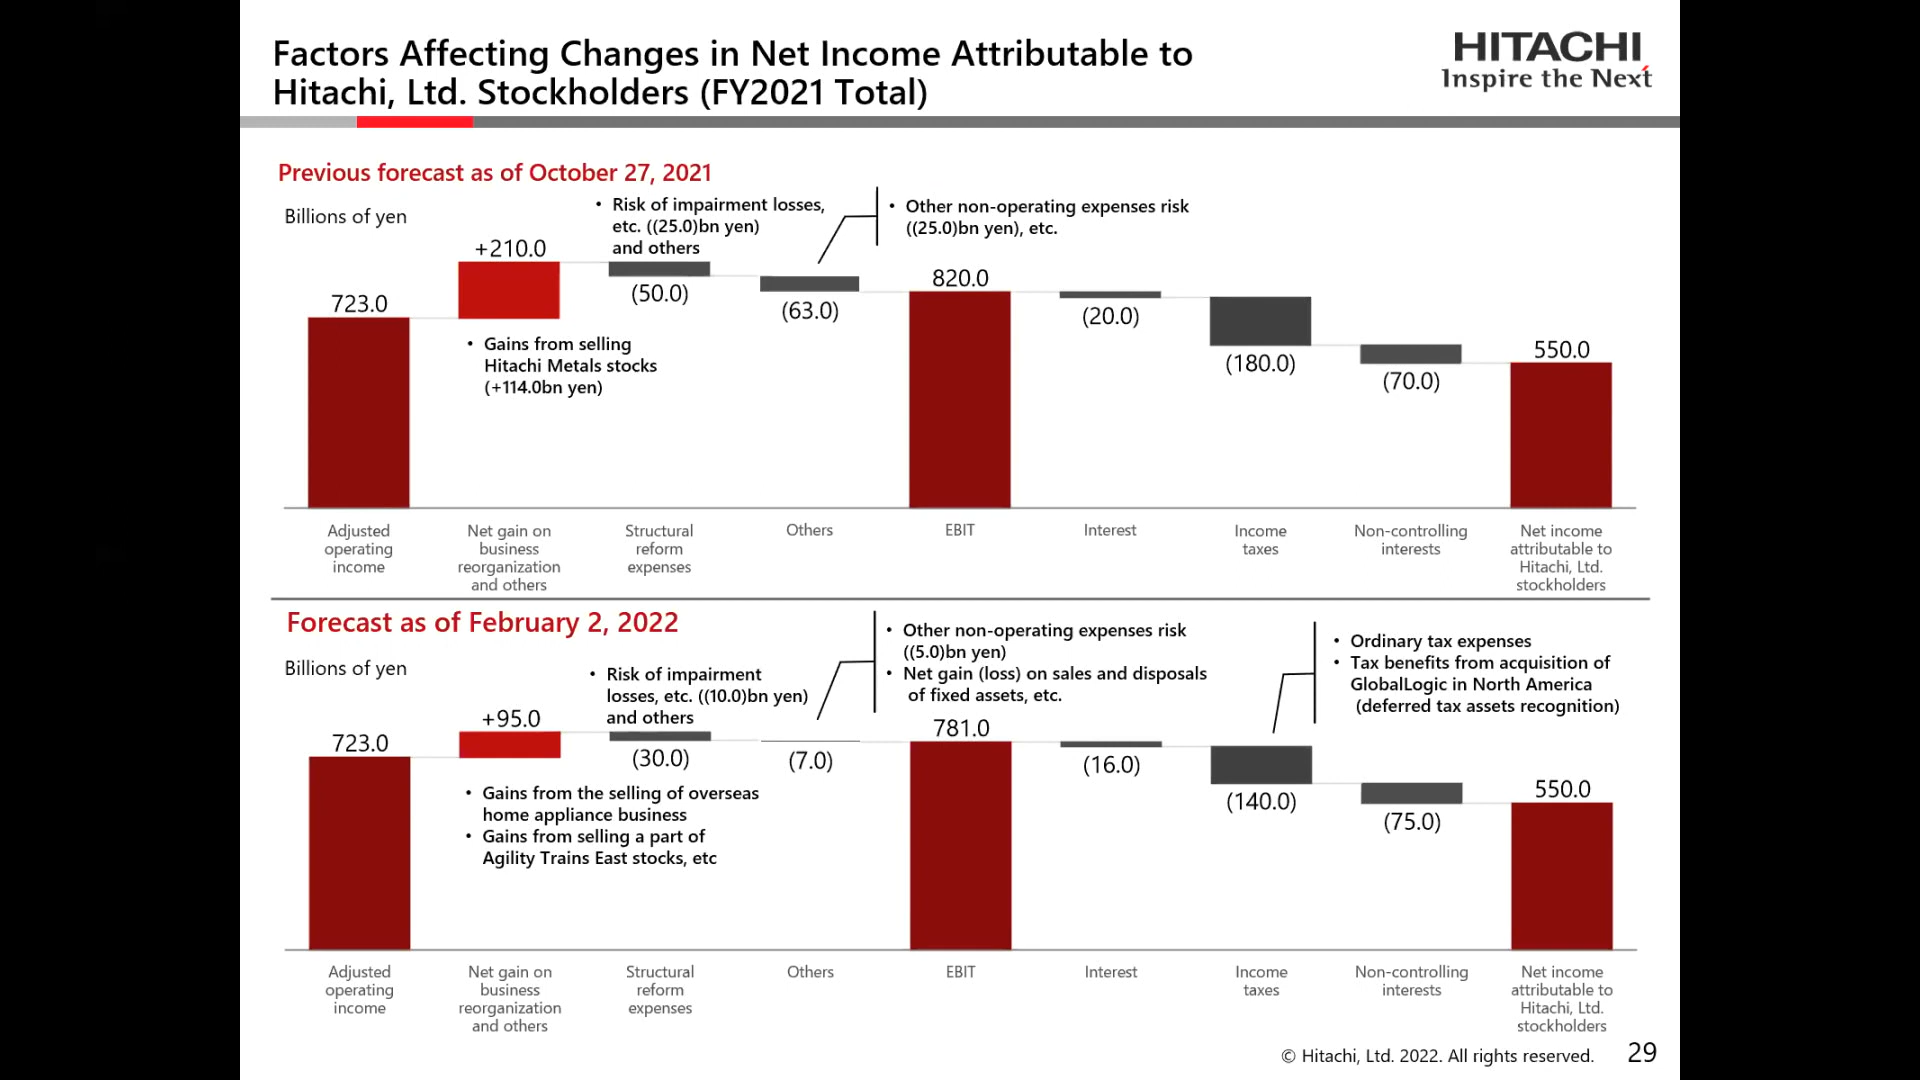 Factors Affecting Changes in Net Income Attributable to
Hitachi, Ltd. Stockholders (FY2021 Total)
HITACHI
Inspire the Next
Previous forecast as of October 27, 2021
Billions of yen
• Risk of impairment losses,
etc. ((25.0)bn yen)
and others
• Other non-operating expenses risk
((25.0)bn yen), etc.
723.0
+210.0
(50.0)
(63.0)
820.0
(20.0)
(180.0)
(70.0)
550.0
• Gains from selling
Hitachi Metals stocks
(+114.0bn yen)
Adjusted
operating
income
Net gain on
business
reorganization
and others
Structural
reform
expenses
Others
EBIT
Interest
Income
taxes
Non-controlling
interests
Net income
attributable to
Hitachi, Ltd.
stockholders
Forecast as of February 2, 2022
Billions of yen
• Risk of impairment
losses, etc. ((10.0)bn yen)
and others
• Other non-operating expenses risk
((5.0)bn yen)
• Net gain (loss) on sales and disposals
of fixed assets, etc.
• Ordinary tax expenses
• Tax benefits from acquisition of
GlobalLogic in North America
(deferred tax assets recognition)
723.0
+95.0
(30.0)
(7.0)
781.0
(16.0)
(140.0)
(75.0)
550.0
• Gains from the selling of overseas
home appliance business
• Gains from selling a part of
Agility Trains East stocks, etc
Adjusted
operating
income
Net gain on
business
reorganization
and others
Structural
reform
expenses
Others
EBIT
Interest
Income
taxes
Non-controlling
interests
Net income
attributable to
Hitachi, Ltd.
stockholders
© Hitachi, Ltd. 2022. All rights reserved.
29